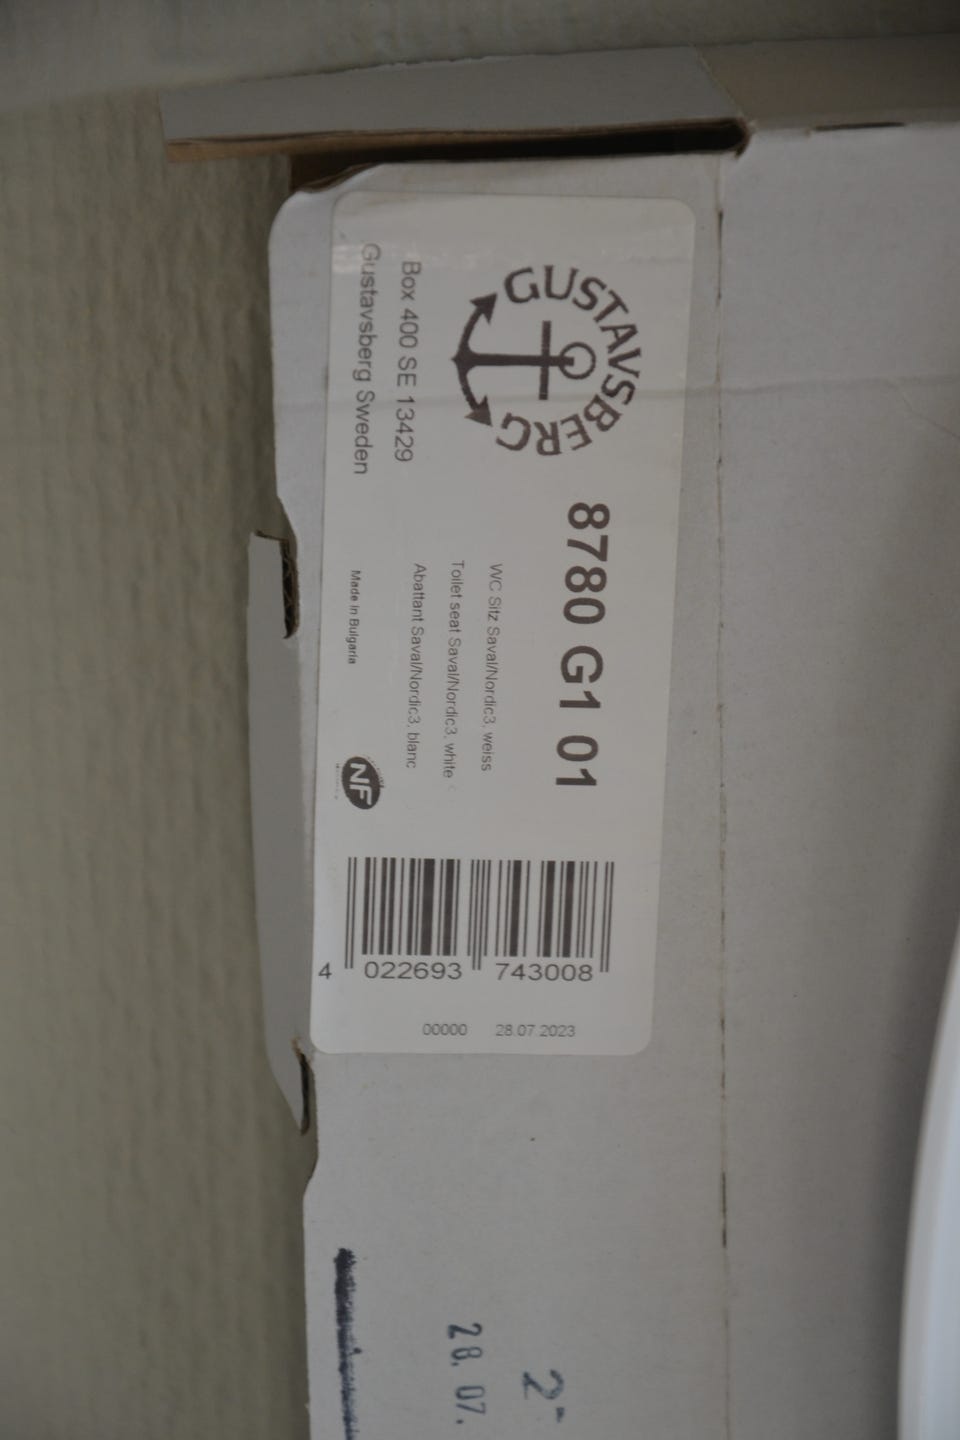 GUSTAVSBERG
Box 400 SE 13429
Gustavsberg Sweden
8780 G1 01
WC Sitz Saval/Nordic3, weiss
Toilet seat Saval/Nordic3, white
Abattant Saval/Nordic3, blanc
Made in Bulgaria
NF
4 022693 743008
00000 28.07.2023
28. 07.